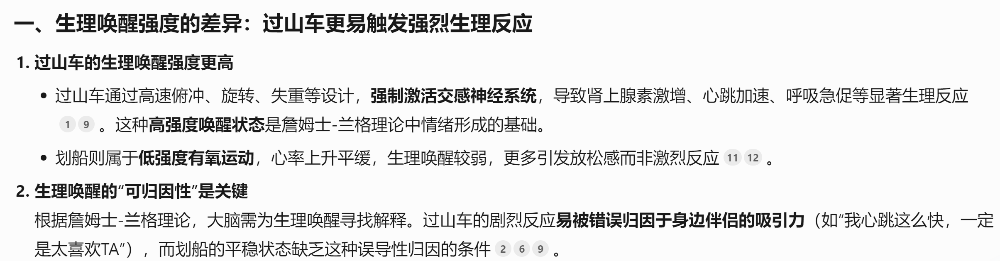 一、生理唤醒强度的差异：过山车更易触发强烈生理反应
1. 过山车的生理唤醒强度更高
• 过山车通过高速俯冲、旋转、失重等设计，强制激活交感神经系统，导致肾上腺素激增、心跳加速、呼吸急促等显著生理反应
1 9 。这种高强度唤醒状态是詹姆士-兰格理论中情绪形成的基础。
• 划船则属于低强度有氧运动，心率上升平缓，生理唤醒较弱，更多引发放松感而非激烈反应 11 12 。
2. 生理唤醒的“可归因性”是关键
根据詹姆士-兰格理论，大脑需为生理唤醒寻找解释。过山车的剧烈反应易被错误归因于身边伴侣的吸引力（如“我心跳这么快，一定
是太喜欢TA”），而划船的平稳状态缺乏这种误导性归因的条件 2 6 9 。